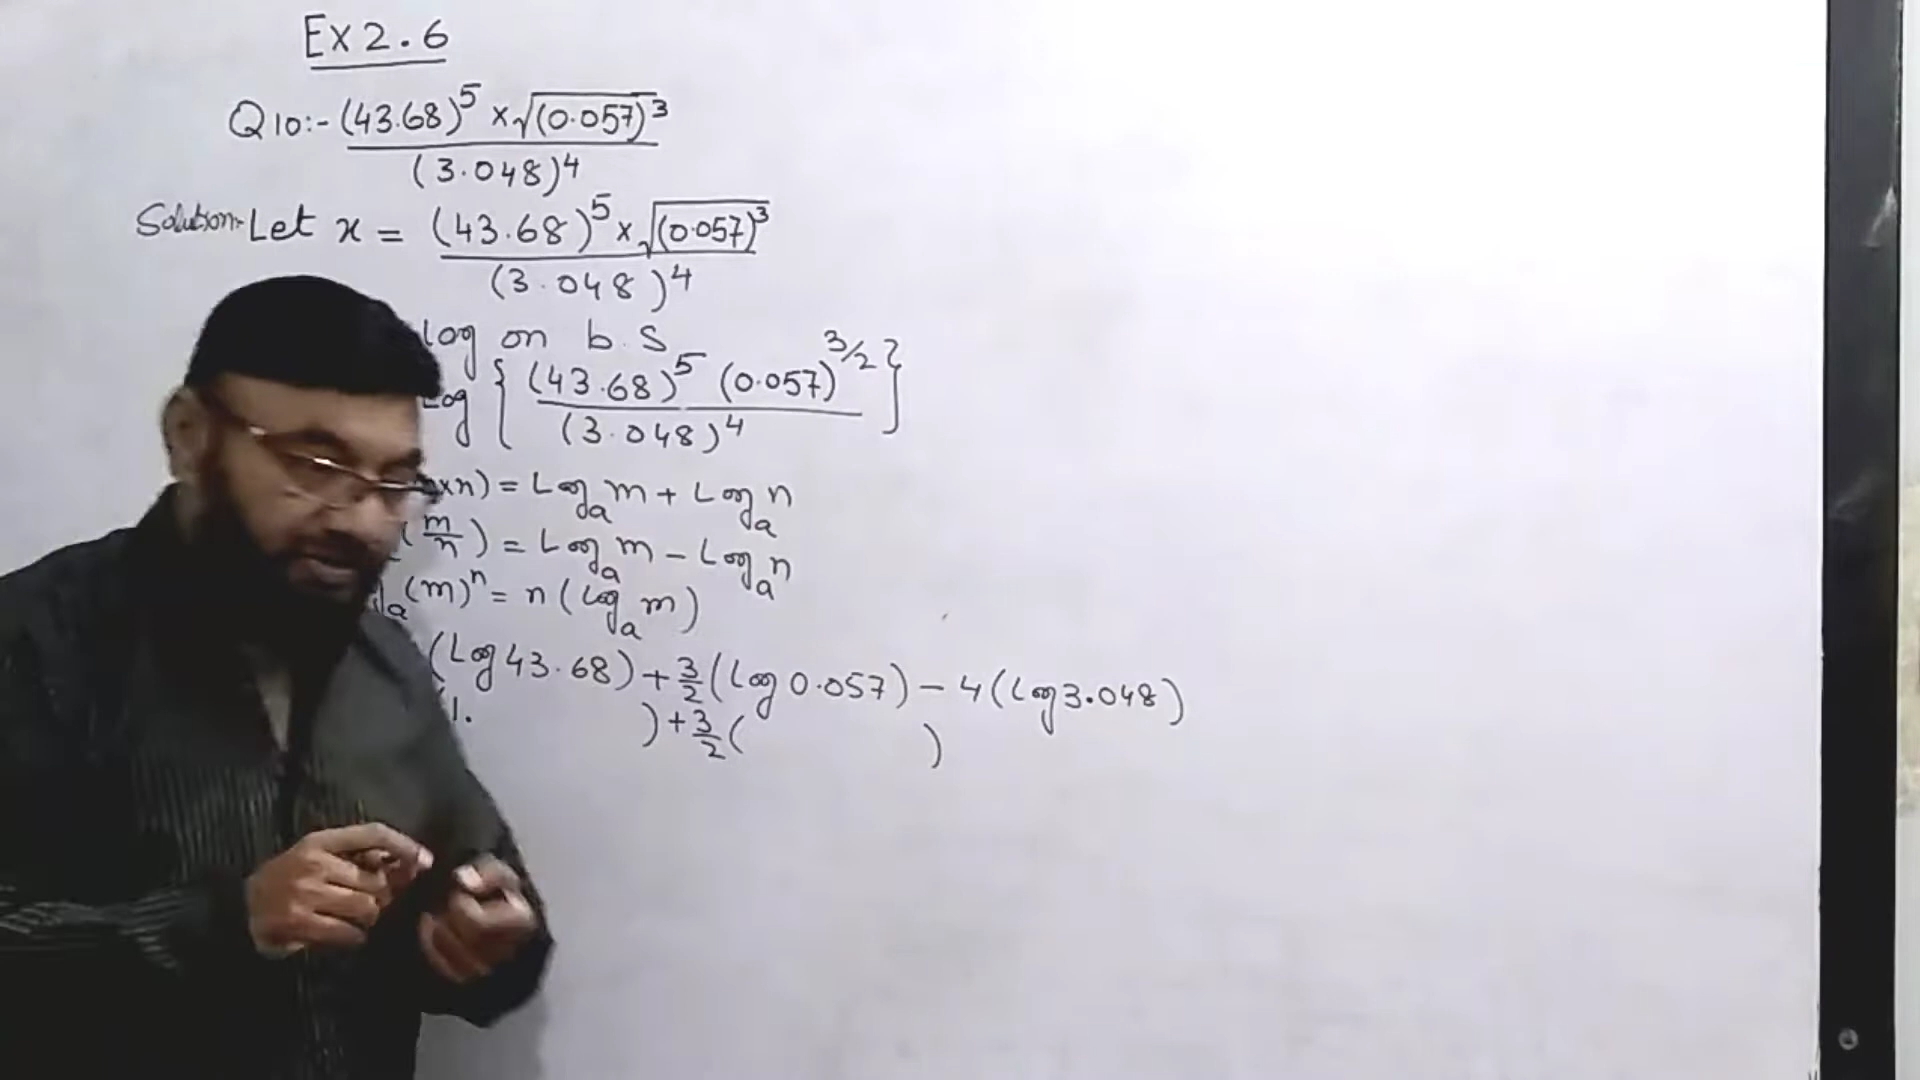 Ex 2.6
Q10:- (43.68)^5 × √(0.057)^3 / (3.048)^4
Solution:- Let x = (43.68)^5 × √(0.057)^3 / (3.048)^4
Log on b.s
Log { (43.68)^5 (0.057)^3/2 / (3.048)^4 }
×n) = Log_a m + Log_a n
(m/n) = Log_a m - Log_a n
a (m)^n = n (Log_a m)
(Log 43.68) + 3/2 (Log 0.057) - 4 (Log 3.048)
(1. ) + 3/2 ( )